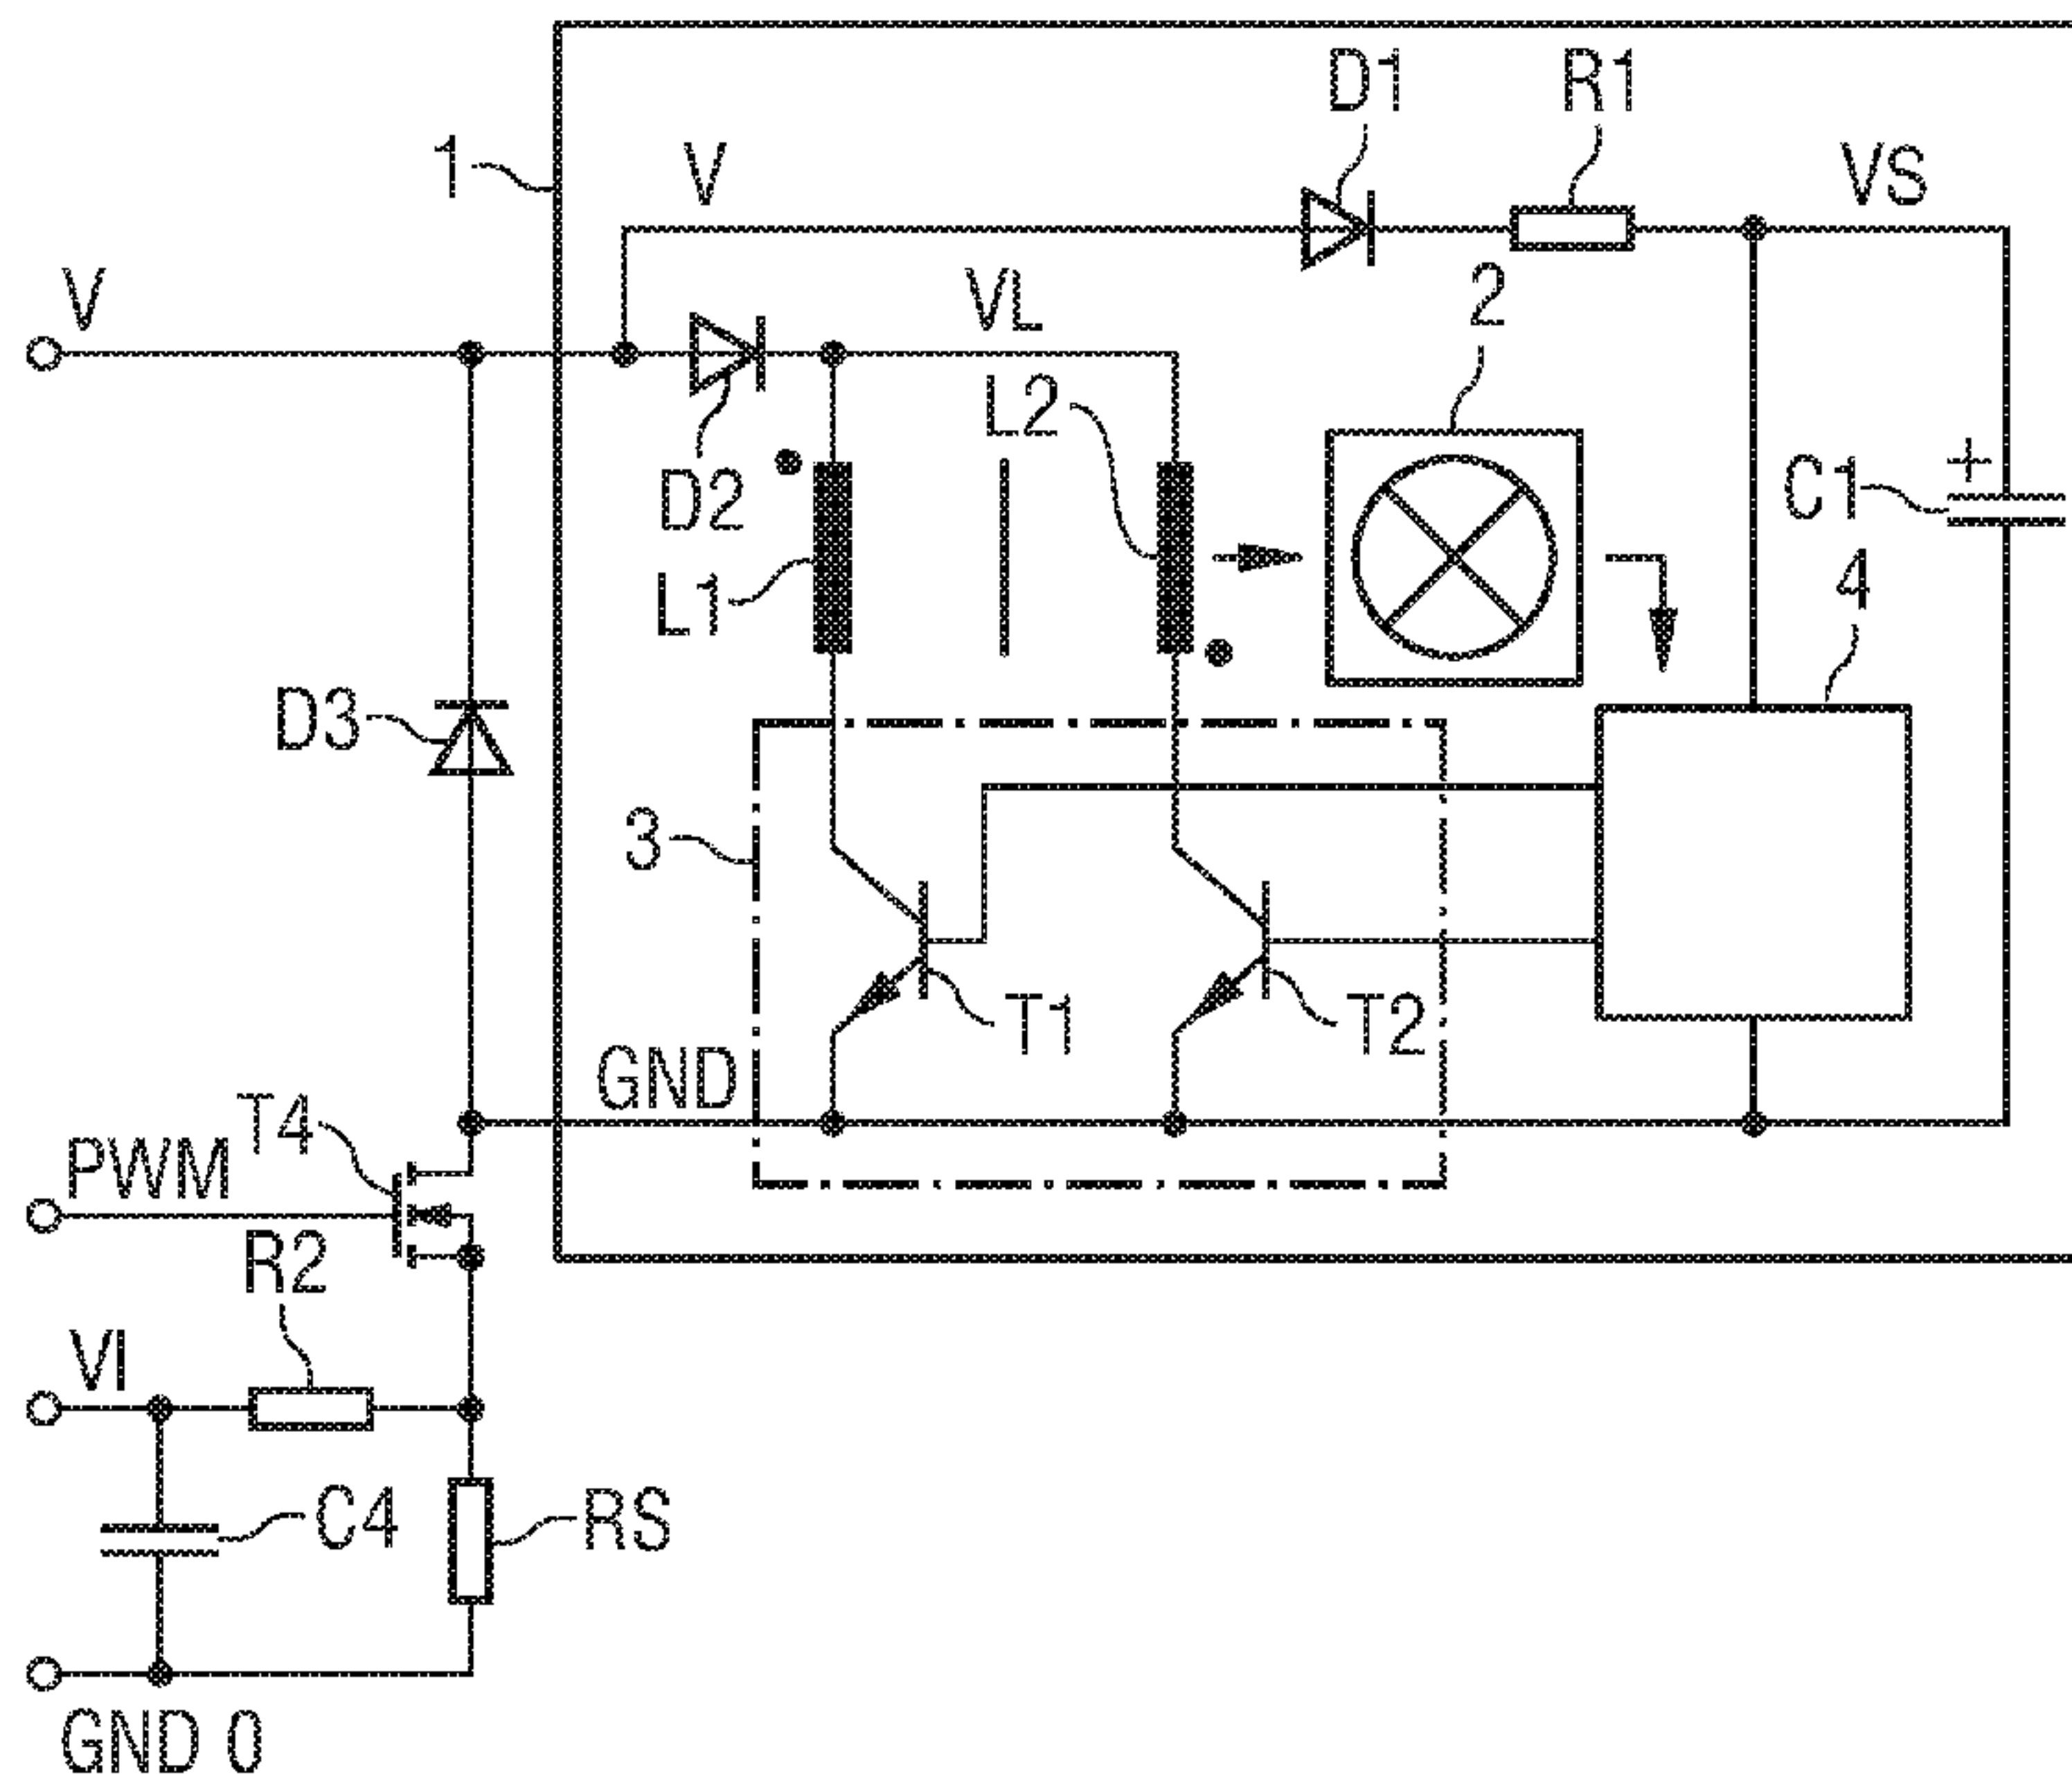 D1
R1
1
V
VS
V
VL
2
L2
D2
C1
+
L1
4
D3
3
T1
T2
GND
T4
PWM
R2
VI
C4
RS
GND 0